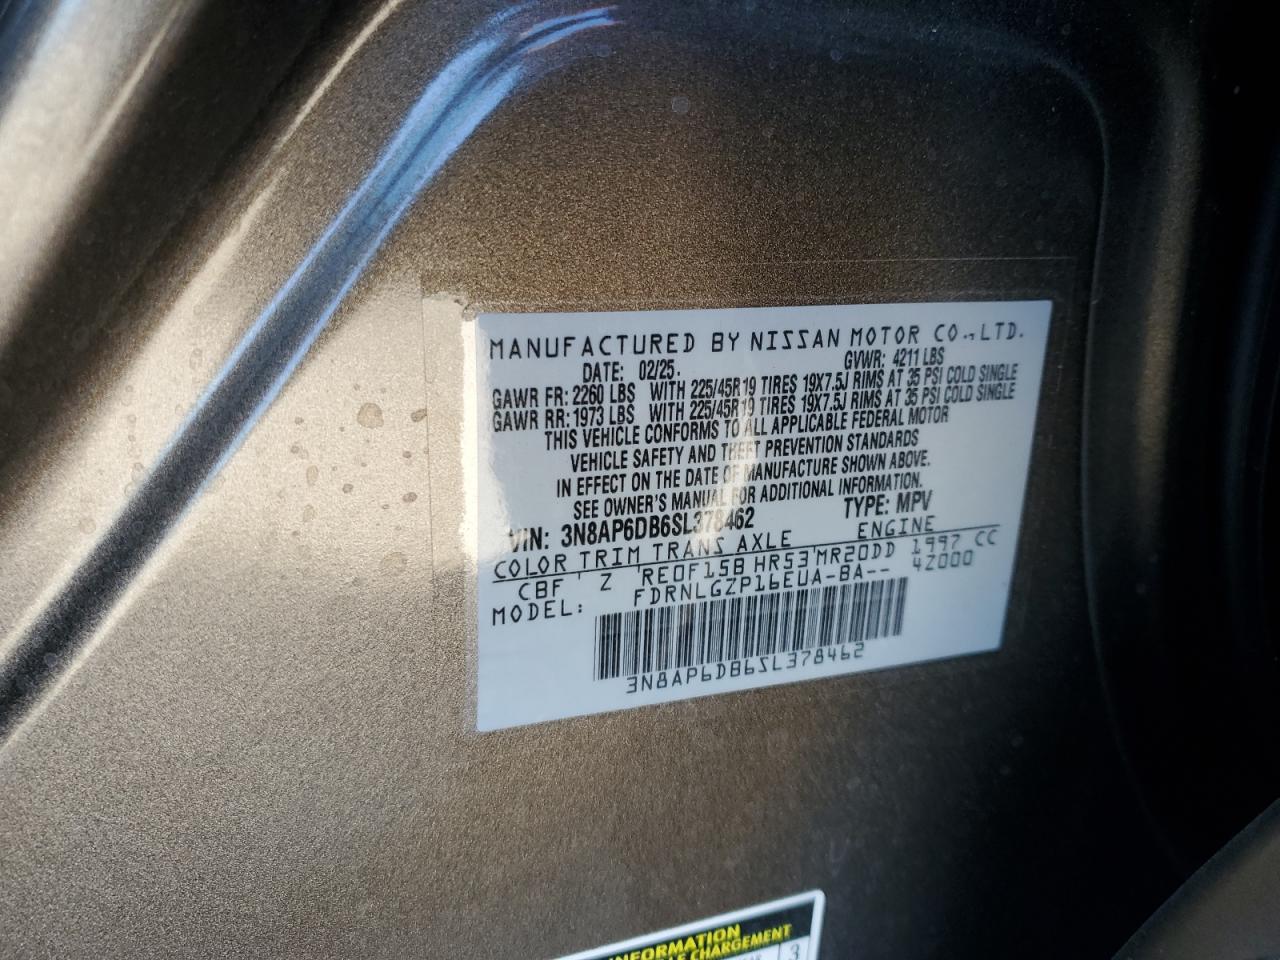 MANUFACTURED BY NISSAN MOTOR CO.,LTD.
DATE: 02/25. GVWR: 4211 LBS
GAWR FR: 2260 LBS WITH 225/45R19 TIRES 19X7.5J RIMS AT 35 PSI COLD SINGLE
GAWR RR: 1973 LBS WITH 225/45R19 TIRES 19X7.5J RIMS AT 35 PSI COLD SINGLE
THIS VEHICLE CONFORMS TO ALL APPLICABLE FEDERAL MOTOR
VEHICLE SAFETY AND THEFT PREVENTION STANDARDS
IN EFFECT ON THE DATE OF MANUFACTURE SHOWN ABOVE.
SEE OWNER'S MANUAL FOR ADDITIONAL INFORMATION.
VIN: 3N8AP6DB6SL378462 TYPE: MPV
COLOR TRIM TRANS AXLE ENGINE
CBF Z RE0F15B HR53 MR20DD 1997 CC
MODEL: FDRNLGZP16EUA-BA-- 4Z000
3N8AP6DB6SL378462
INFORMATION
CHARGEMENT
3